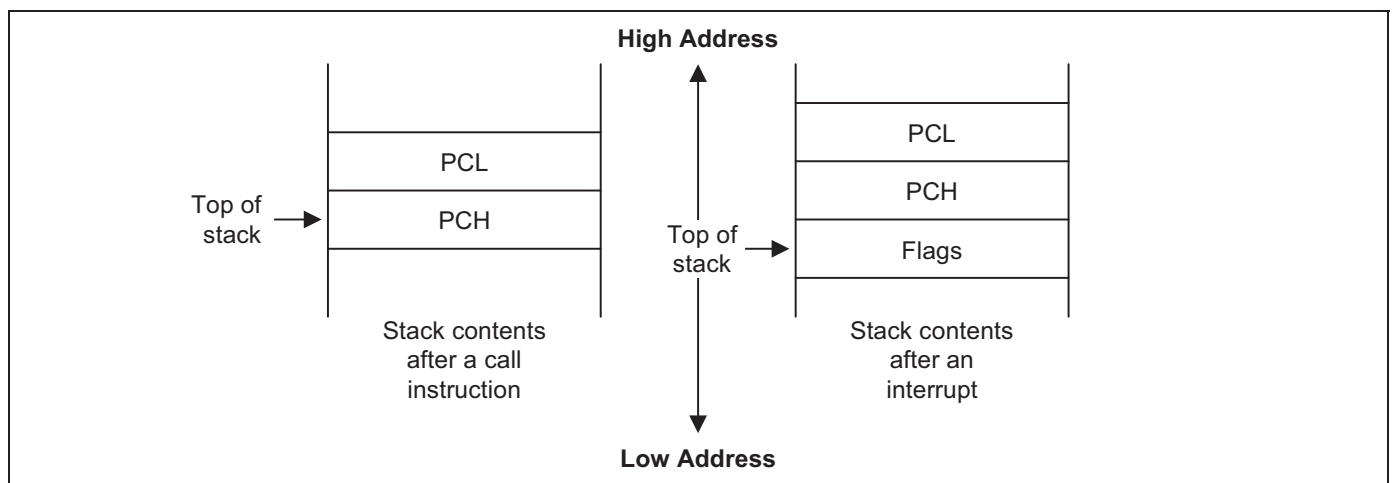 High Address
PCL
PCH
Top of
stack
Stack contents
after a call
instruction
PCL
PCH
Flags
Top of
stack
Stack contents
after an
interrupt
Low Address